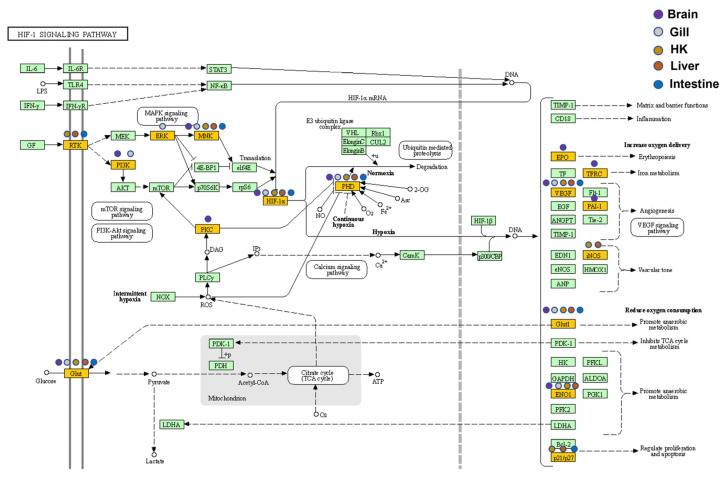 Brain
Gill
HK
Liver
Intestine
HIF-1 SIGNALING PATHWAY
IL-6
IL-6R
STAT3
LPS
TLR4
NF-κB
DNA
IFN-γ
IFN-γR
HIF-1α mRNA
MAPK signaling
pathway
GF
RTK
MEK
ERK
MNK
E3 ubiquitin ligase
complex
VHL
Rbx1
ElonginC
CUL2
ElonginB
Ubiquitin mediated
proteolysis
+u
Degradation
PDK
4E-BP1
eIF4E
Translation
AKT
mTOR
p70S6K
rpS6
HIF-1α
Normoxia
PHD
2-OG
Asc
Fe2+
O2
NO
Continuous
hypoxia
Hypoxia
mTOR signaling
pathway
PI3K-Akt signaling
pathway
PKC
DAG
IP3
Calcium signaling
pathway
Ca2+
CamK
HIF-1β
p300/CBP
DNA
PLCγ
Intermittent
hypoxia
NOX
ROS
TIMP-1
Matrix and barrier functions
CD18
Inflammation
Increase oxygen delivery
EPO
Erythropoiesis
TF
TFRC
Iron metabolism
VEGF
Flt-1
EGF
PAI-1
Angiogenesis
ANGPT
Tie-2
VEGF signaling
pathway
TIMP-1
EDN1
iNOS
eNOS
HMOX1
Vascular tone
ANP
Reduce oxygen consumption
Glut1
Promote anaerobic
metabolism
PDK-1
Inhibits TCA cycle
metabolism
HK
PFKL
GAPDH
ALDOA
ENO1
PGK1
Promote anaerobic
metabolism
PFK2
LDHA
Bcl-2
p21/p27
Regulate proliferation
and apoptosis
PDK-1
+p
PDH
Citrate cycle
(TCA cycle)
Glucose
Glut
Pyruvate
Acetyl-CoA
ATP
Mitochondrion
O2
LDHA
Lactate